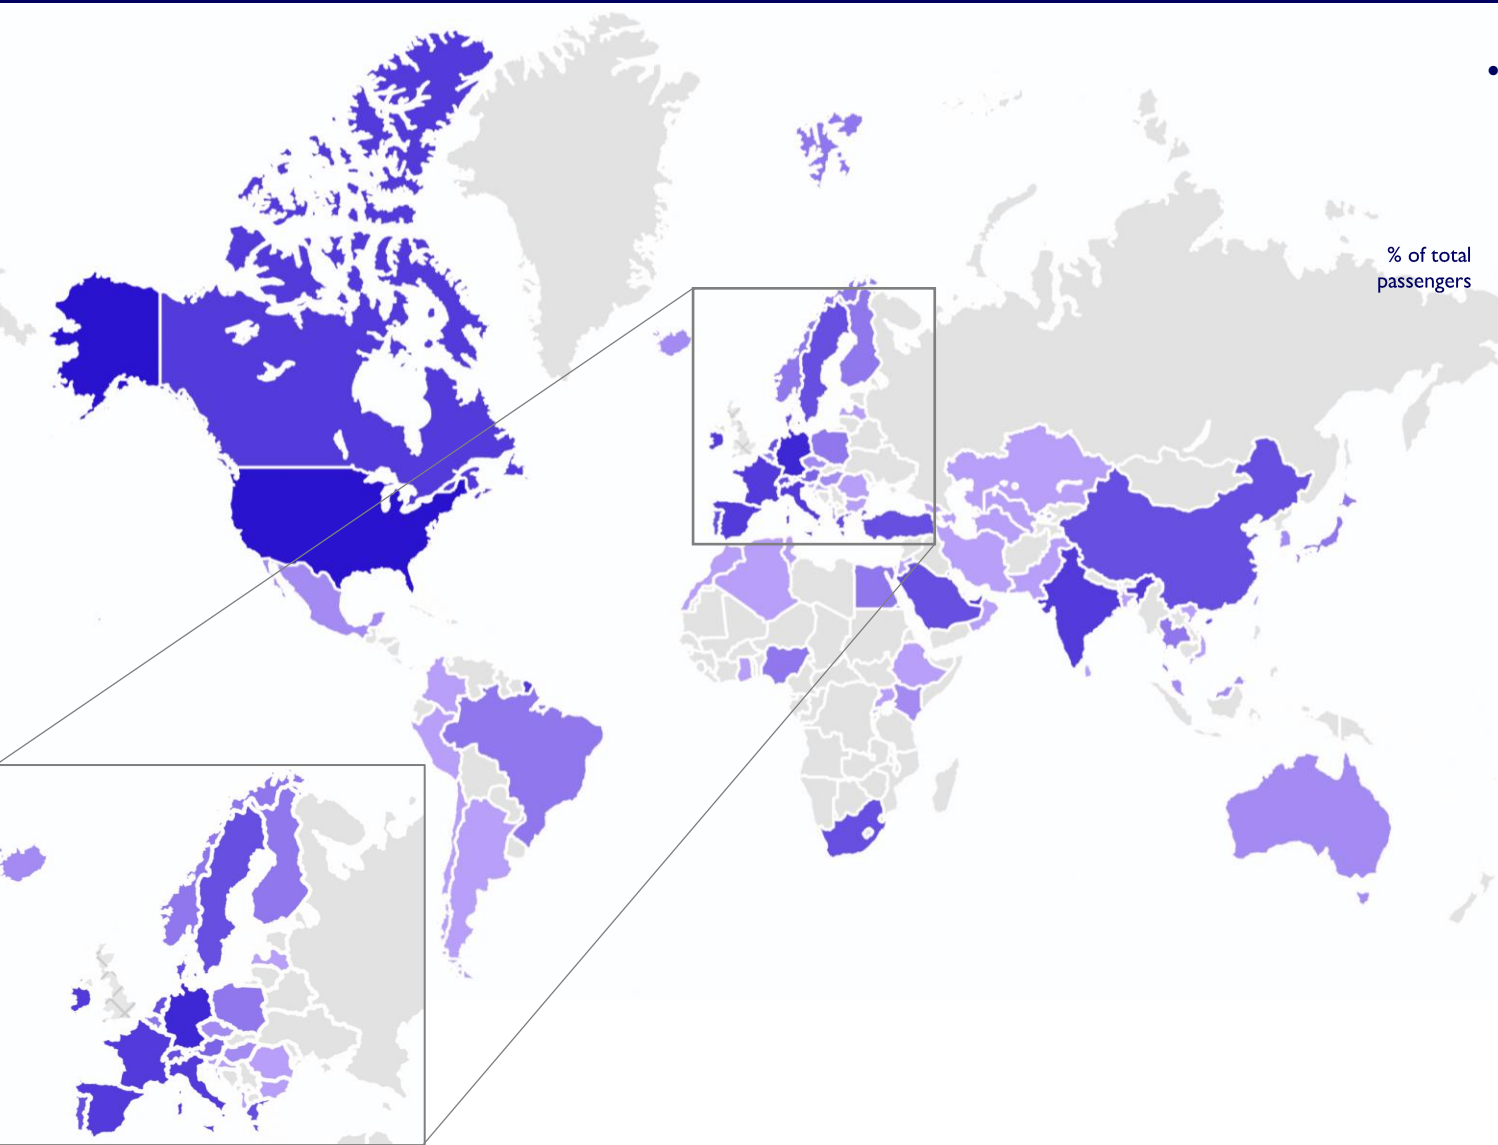 •
% of total
passengers